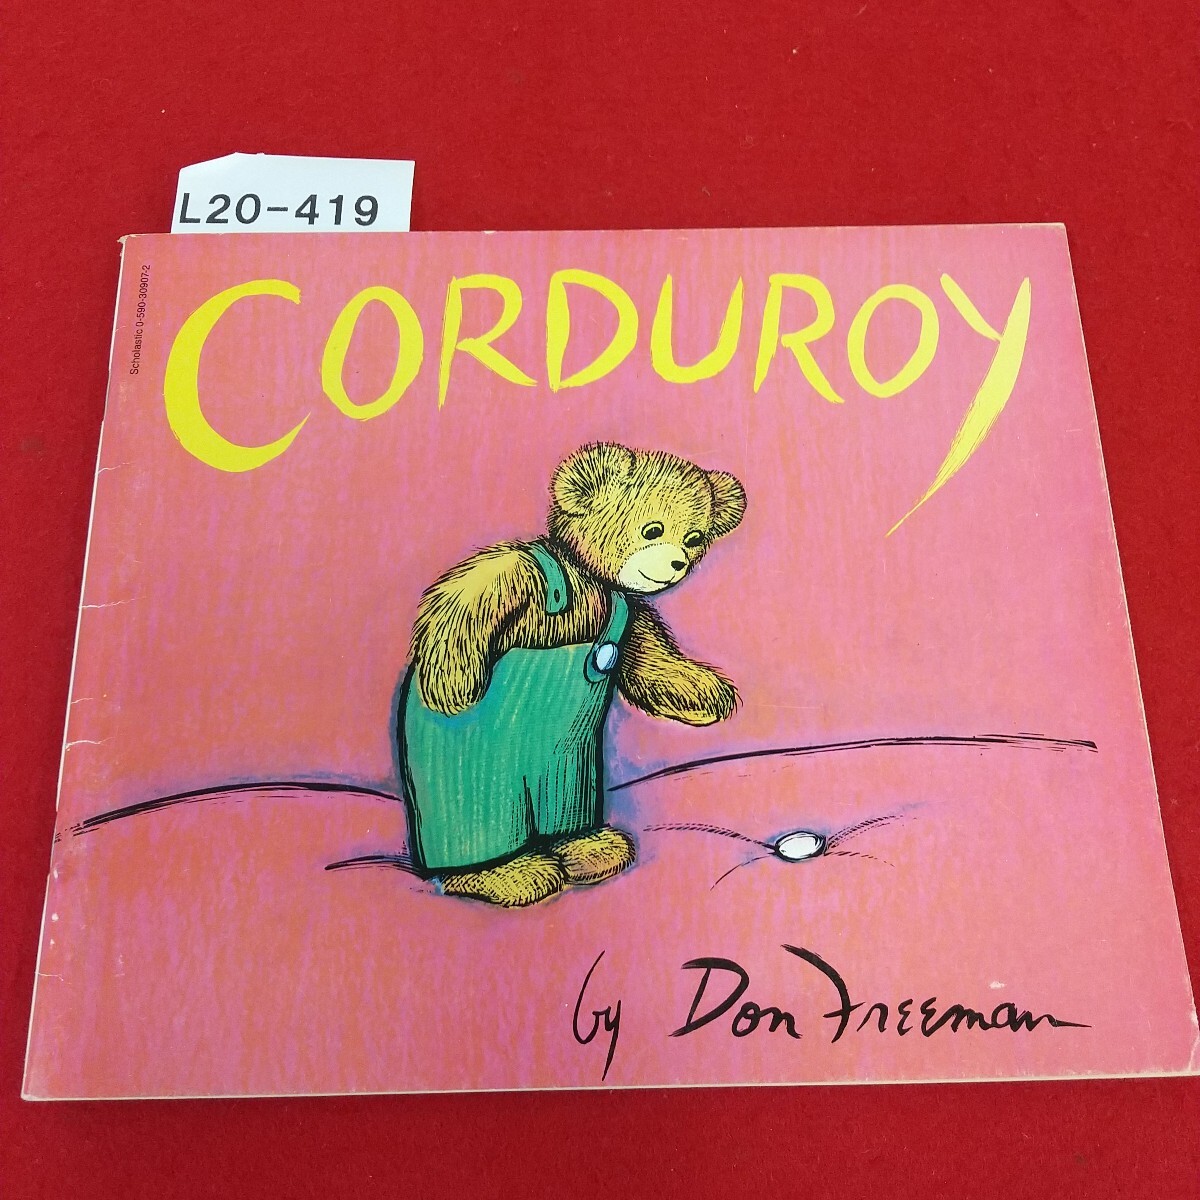 L20-419
Scholastic 0-590-30907-2
CORDUROY
by Don Freeman